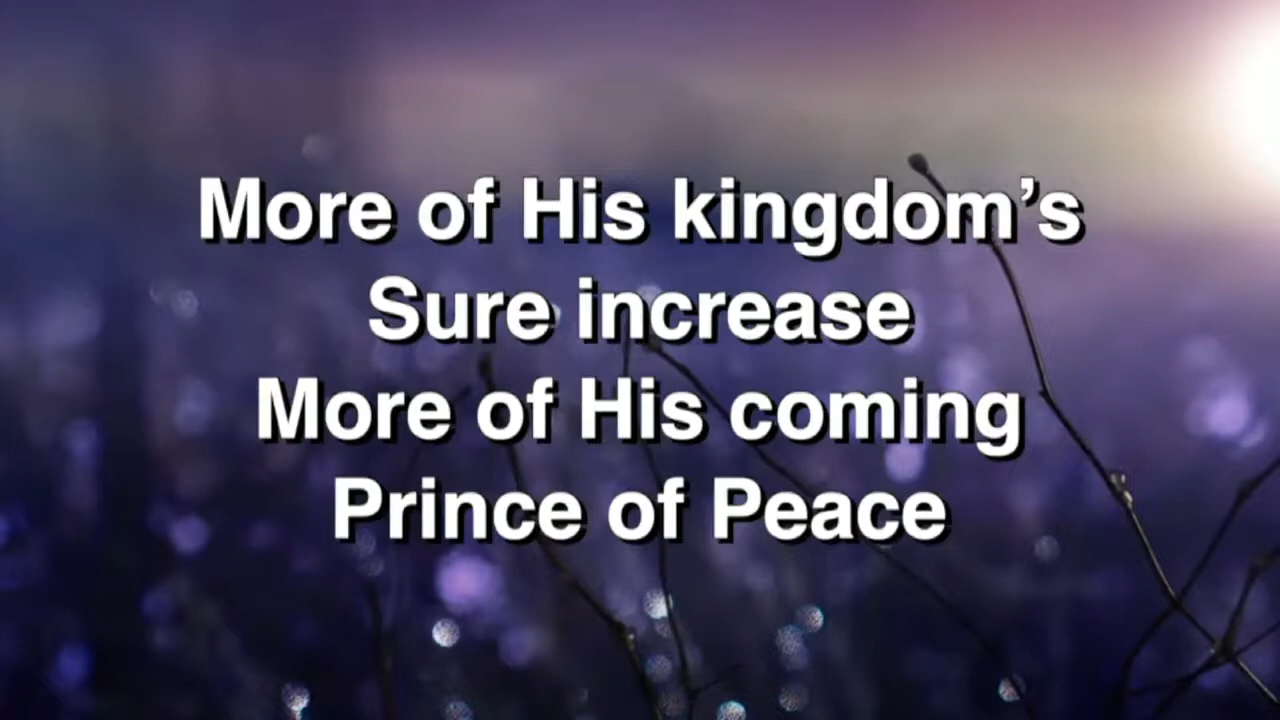 More of His kingdom’s
Sure increase
More of His coming
Prince of Peace